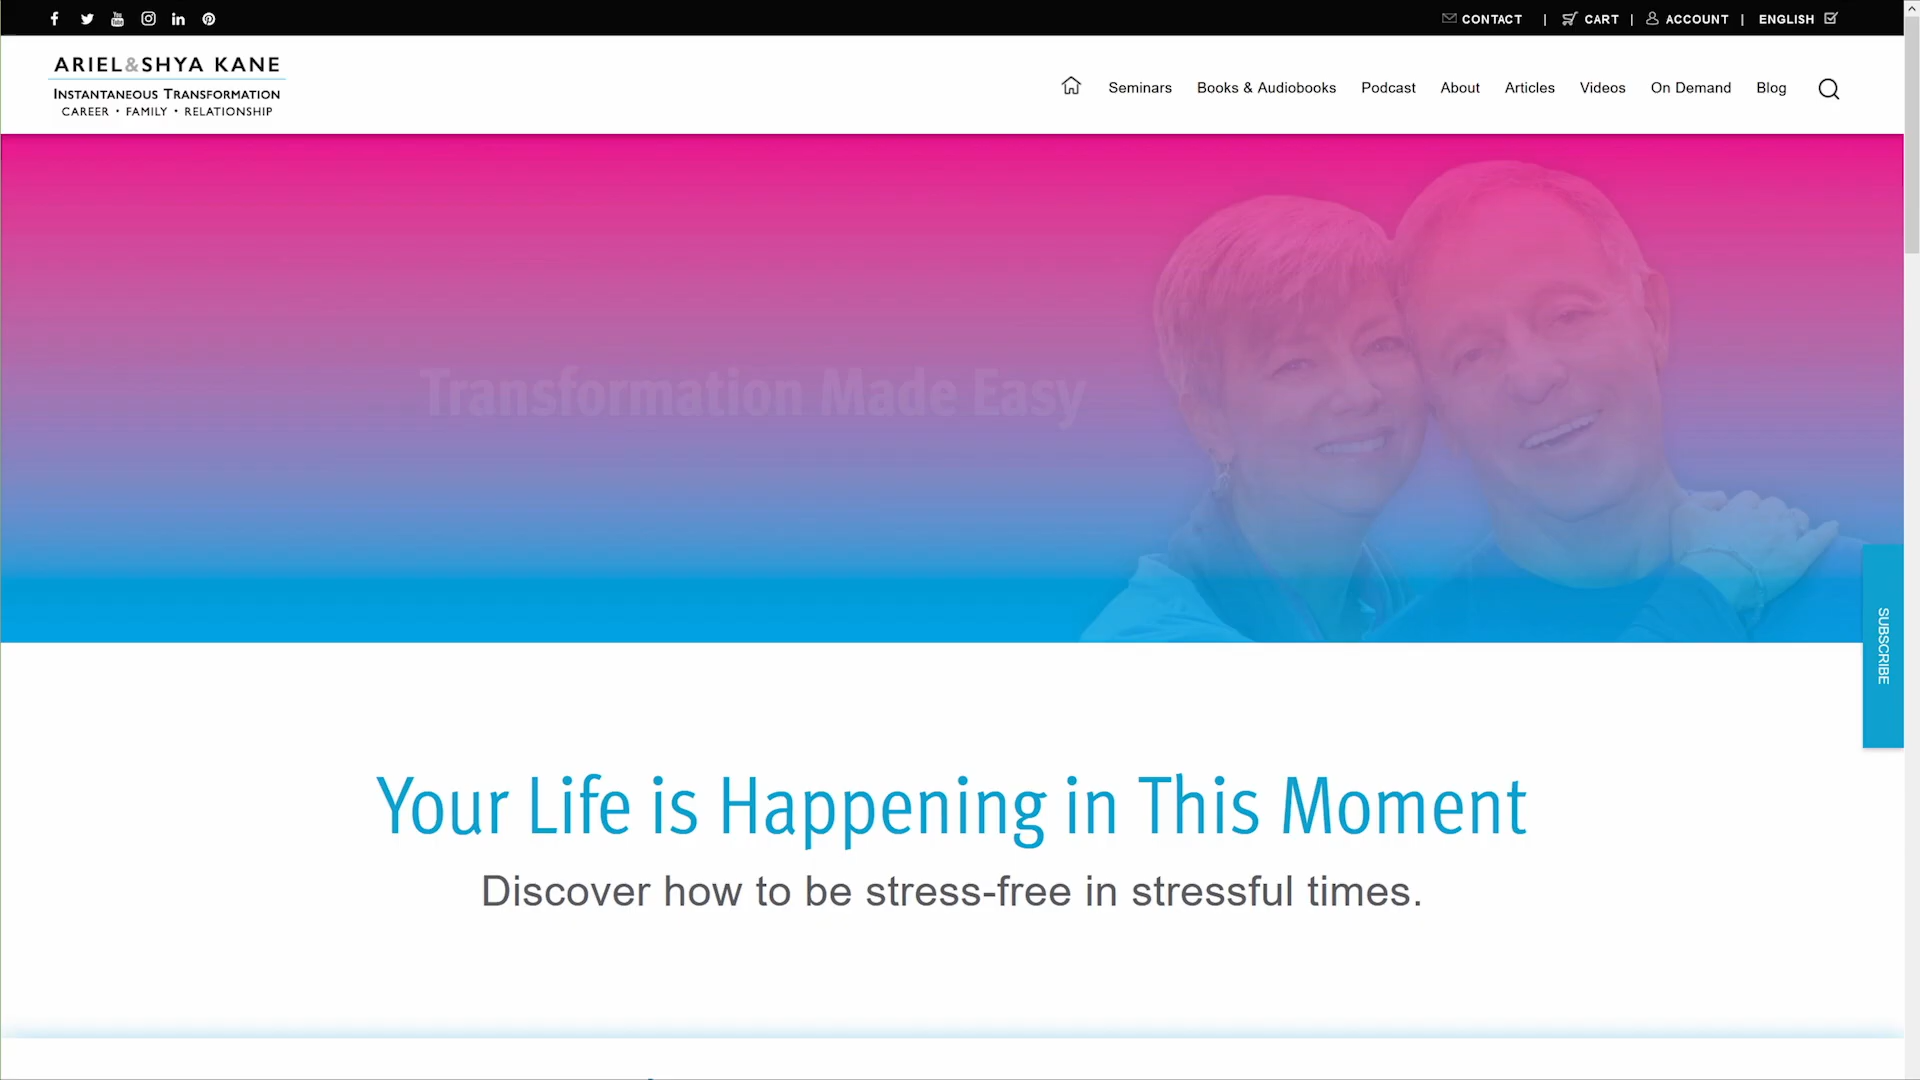 CONTACT | CART | ACCOUNT | ENGLISH
ARIEL&SHYA KANE
INSTANTANEOUS TRANSFORMATION
CAREER • FAMILY • RELATIONSHIP
Seminars Books & Audiobooks Podcast About Articles Videos On Demand Blog
Transformation Made Easy
SUBSCRIBE
Your Life is Happening in This Moment
Discover how to be stress-free in stressful times.